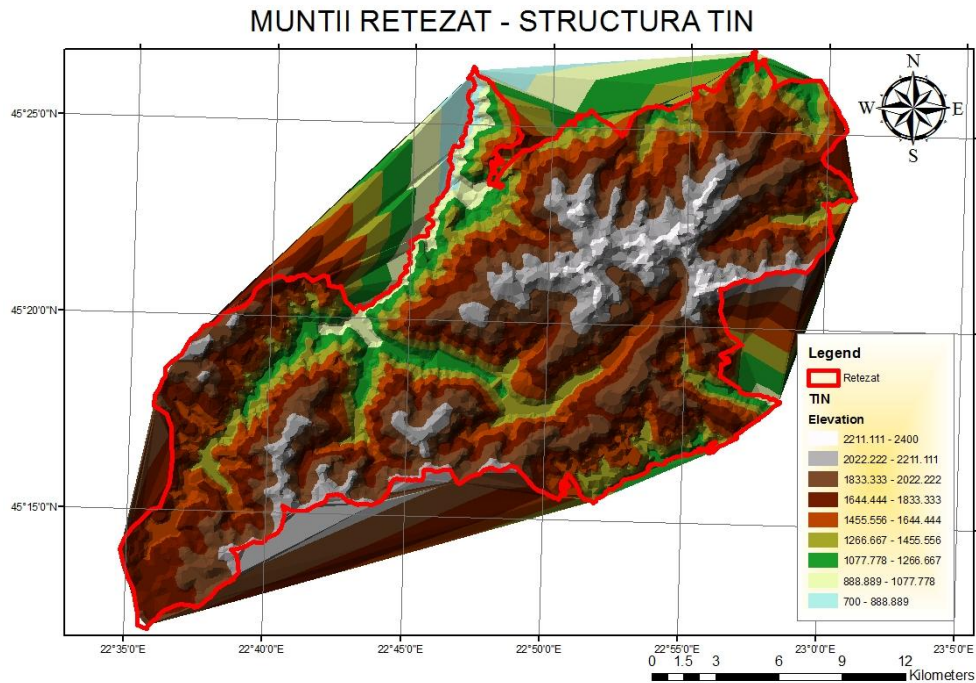 MUNTII RETEZAT - STRUCTURA TIN
N
W E
S
45°25'0"N
45°20'0"N
45°15'0"N
Legend
Retezat
TIN
Elevation
2211.111 - 2400
2022.222 - 2211.111
1833.333 - 2022.222
1644.444 - 1833.333
1455.556 - 1644.444
1266.667 - 1455.556
1077.778 - 1266.667
888.889 - 1077.778
700 - 888.889
22°35'0"E 22°40'0"E 22°45'0"E 22°50'0"E 22°55'0"E 23°0'0"E 23°5'0"E
0 1.5 3 6 9 12
Kilometers